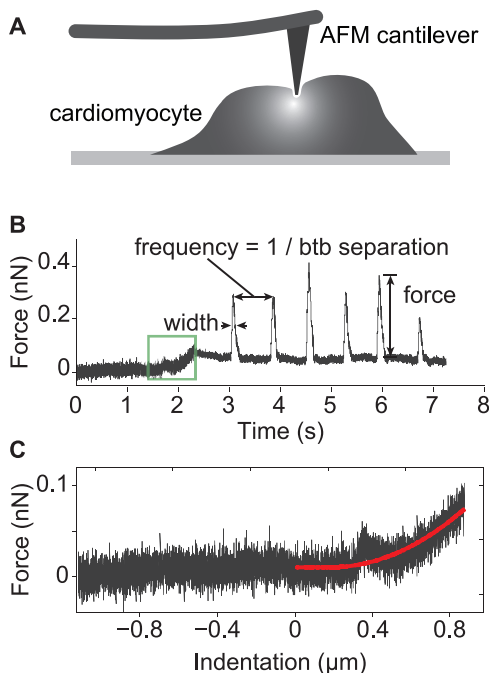 A
AFM cantilever
cardiomyocyte
B
frequency = 1 / btb separation
0.4
0.2
0
Force (nN)
width
force
0 1 2 3 4 5 6 7 8
Time (s)
C
0.1
0
Force (nN)
−0.8 −0.4 0 0.4 0.8
Indentation (μm)